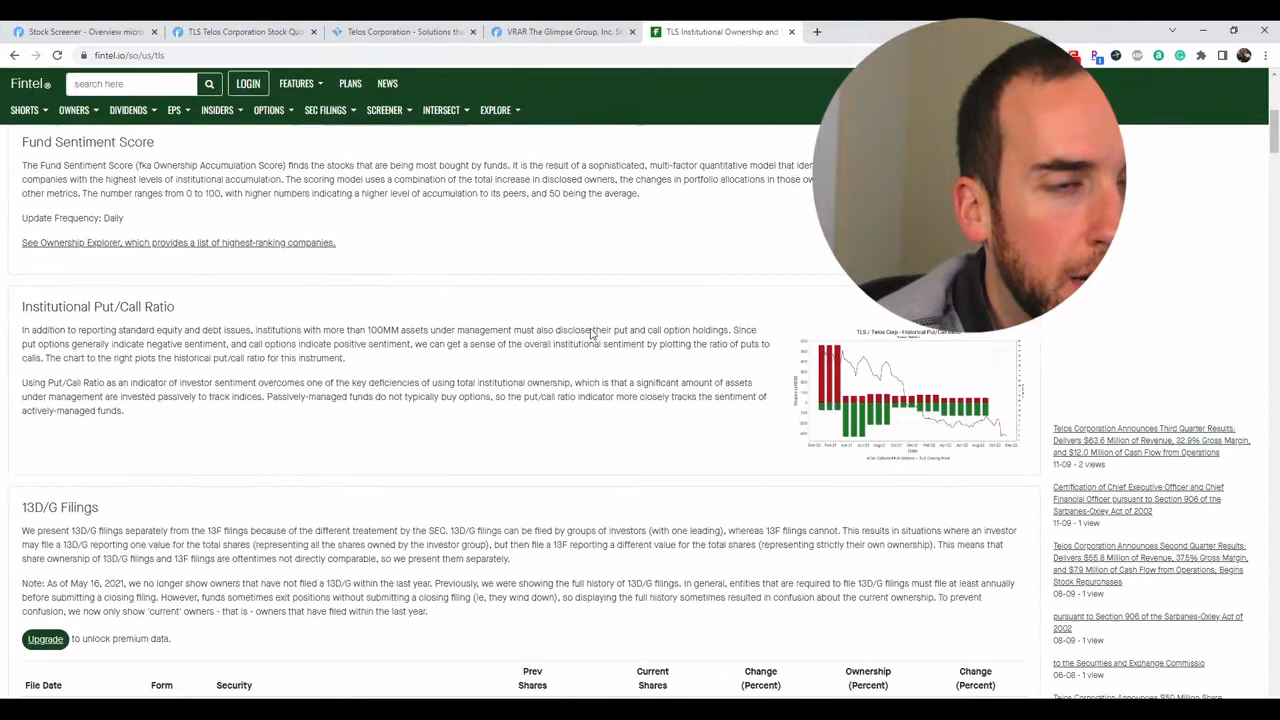 Stock Screener - Overview micro
TLS Telos Corporation Stock Quo
Telos Corporation - Solutions tha
VRAR The Glimpse Group, Inc. St
TLS Institutional Ownership and
fintel.io/so/us/tls
Fintel
search here
LOGIN
FEATURES
PLANS
NEWS
SHORTS
OWNERS
DIVIDENDS
EPS
INSIDERS
OPTIONS
SEC FILINGS
SCREENER
INTERSECT
EXPLORE
Fund Sentiment Score
The Fund Sentiment Score (fka Ownership Accumulation Score) finds the stocks that are being most bought by funds. It is the result of a sophisticated, multi-factor quantitative model that iden
companies with the highest levels of institutional accumulation. The scoring model uses a combination of the total increase in disclosed owners, the changes in portfolio allocations in those ow
other metrics. The number ranges from 0 to 100, with higher numbers indicating a higher level of accumulation to its peers, and 50 being the average.
Update Frequency: Daily
See Ownership Explorer, which provides a list of highest-ranking companies.
Institutional Put/Call Ratio
In addition to reporting standard equity and debt issues, institutions with more than 100MM assets under management must also disclose their put and call option holdings. Since
put options generally indicate negative sentiment, and call options indicate positive sentiment, we can get a sense of the overall institutional sentiment by plotting the ratio of puts to
calls. The chart to the right plots the historical put/call ratio for this instrument.
Using Put/Call Ratio as an indicator of investor sentiment overcomes one of the key deficiencies of using total institutional ownership, which is that a significant amount of assets
under management are invested passively to track indices. Passively-managed funds do not typically buy options, so the put/call ratio indicator more closely tracks the sentiment of
actively-managed funds.
TLS / Telos Corp - Historical Put/Call
Date
13D/G Filings
We present 13D/G filings separately from the 13F filings because of the different treatment by the SEC. 13D/G filings can be filed by groups of investors (with one leading), whereas 13F filings cannot. This results in situations where an investor
may file a 13D/G reporting one value for the total shares (representing all the shares owned by the investor group), but then file a 13F reporting a different value for the total shares (representing strictly their own ownership). This means that
share ownership of 13D/G filings and 13F filings are oftentimes not directly comparable, so we present them separately.
Note: As of May 16, 2021, we no longer show owners that have not filed a 13D/G within the last year. Previously, we were showing the full history of 13D/G filings. In general, entities that are required to file 13D/G filings must file at least annually
before submitting a closing filing. However, funds sometimes exit positions without submitting a closing filing (ie, they wind down), so displaying the full history sometimes resulted in confusion about the current ownership. To prevent
confusion, we now only show 'current' owners - that is - owners that have filed within the last year.
Upgrade to unlock premium data.
File Date
Form
Security
Prev
Shares
Current
Shares
Change
(Percent)
Ownership
(Percent)
Change
(Percent)
Telos Corporation Announces Third Quarter Results:
Delivers $63.6 Million of Revenue, 32.9% Gross Margin,
and $12.0 Million of Cash Flow from Operations
11-09 - 2 views
Certification of Chief Executive Officer and Chief
Financial Officer pursuant to Section 906 of the
Sarbanes-Oxley Act of 2002
11-09 - 1 view
Telos Corporation Announces Second Quarter Results:
Delivers $55.8 Million of Revenue, 37.5% Gross Margin,
and $7.9 Million of Cash Flow from Operations; Begins
Stock Repurchases
08-09 - 1 view
pursuant to Section 906 of the Sarbanes-Oxley Act of
2002
08-09 - 1 view
to the Securities and Exchange Commissio
06-08 - 1 view
Telos Corporation Announces $50 Million Share